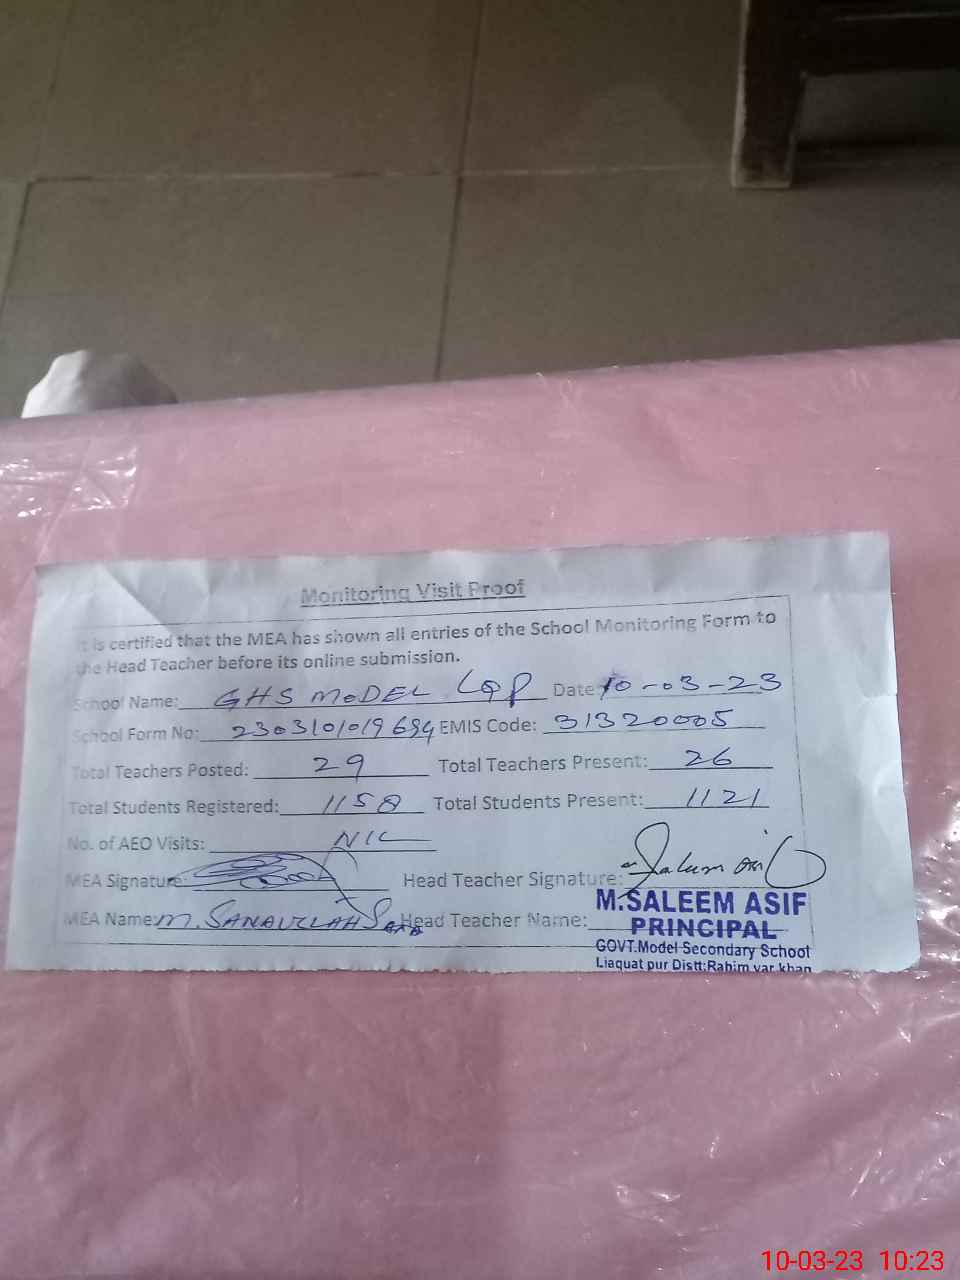 Monitoring Visit Proof
It is certified that the MEA has shown all entries of the School Monitoring Form to
the Head Teacher before its online submission.
School Name: GHS MODEL LQP Date 10-03-23
School Form No: 2303101019694 EMIS Code: 31320005
Total Teachers Posted: 29 Total Teachers Present: 26
Total Students Registered: 1158 Total Students Present: 1121
No. of AEO Visits: NIL
MEA Signature: Head Teacher Signature:
MEA Name: M. SANAULLAH Head Teacher Name:
M.SALEEM ASIF
PRINCIPAL
GOVT.Model Secondary School
Liaquat pur Distt:Rahim yar khan
10-03-23 10:23